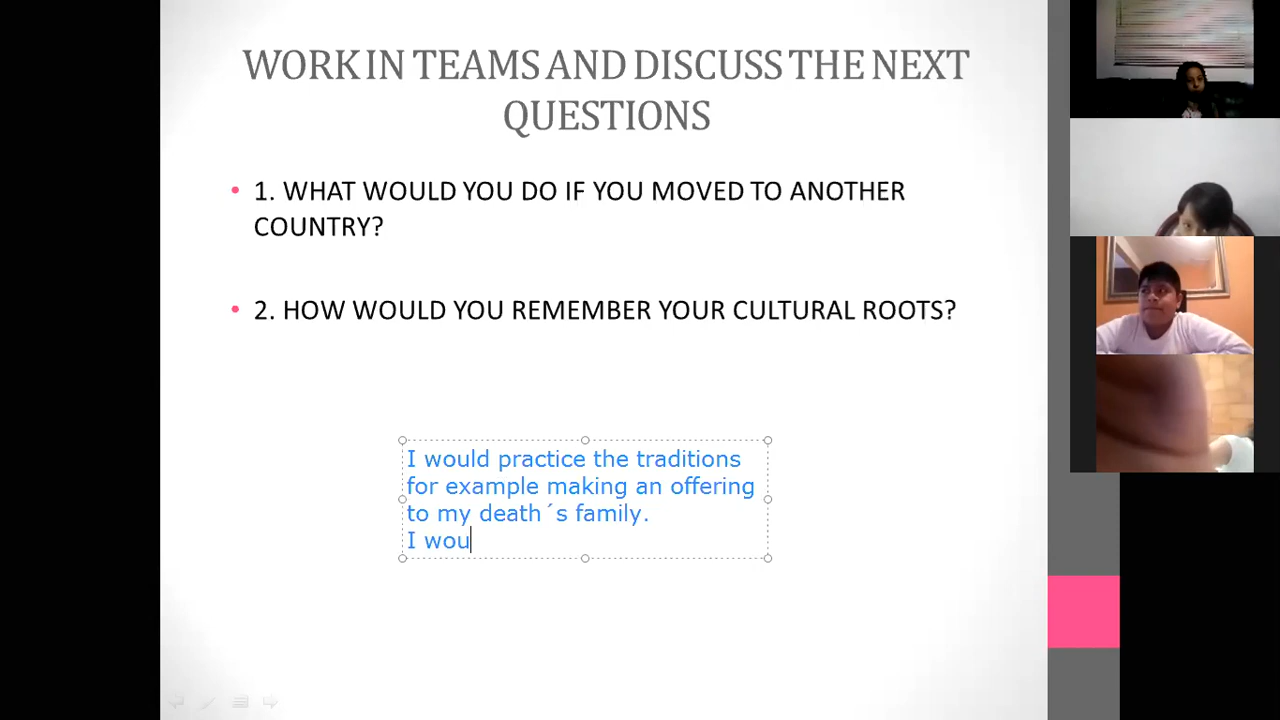 WORK IN TEAMS AND DISCUSS THE NEXT
QUESTIONS
• 1. WHAT WOULD YOU DO IF YOU MOVED TO ANOTHER
COUNTRY?
• 2. HOW WOULD YOU REMEMBER YOUR CULTURAL ROOTS?
I would practice the traditions
for example making an offering
to my death´s family.
I wou